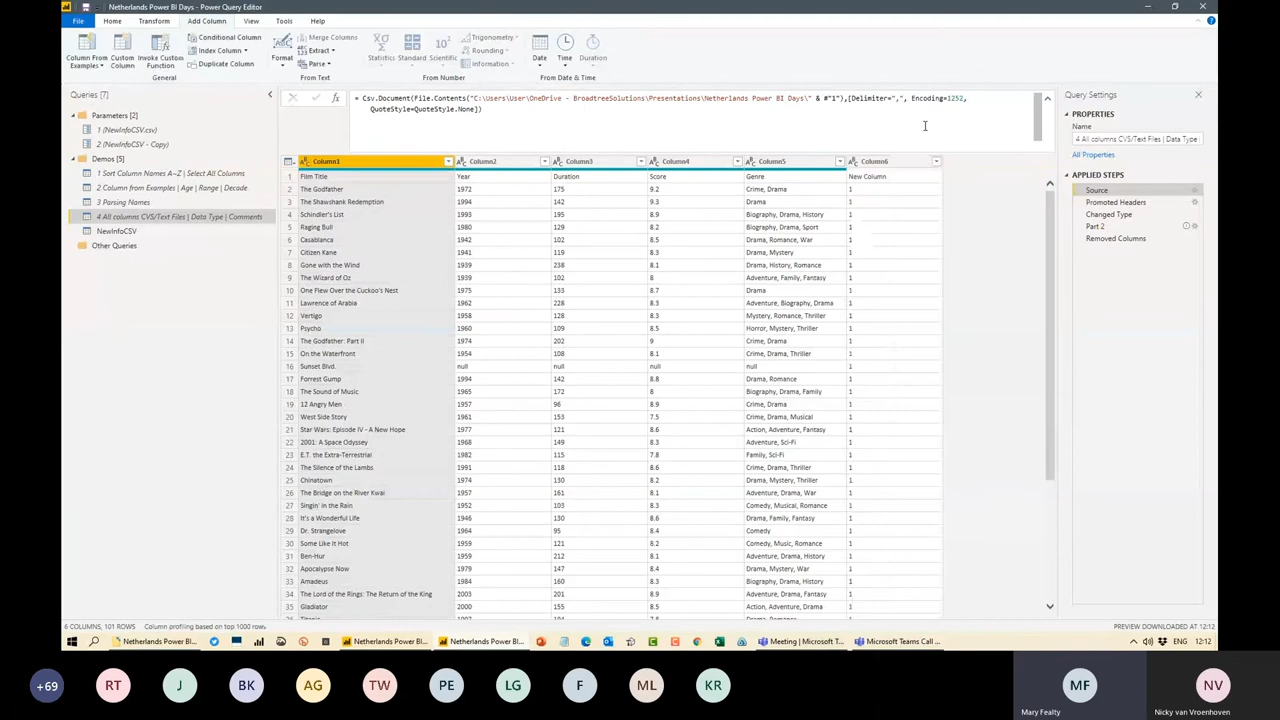 Netherlands Power BI Days - Power Query Editor
File
Home
Transform
Add Column
View
Tools
Help
Column From Examples
Custom Column
Invoke Custom Function
Conditional Column
Index Column
Duplicate Column
General
Format
Merge Columns
Extract
Parse
From Text
Statistics
Standard
Scientific
Trigonometry
Rounding
Information
From Number
Date
Time
Duration
From Date & Time
Queries [7]
Parameters [2]
1 (NewInfoCSV.csv)
2 (NewInfoCSV - Copy)
Demos [5]
1 Sort Column Names A~Z | Select All Columns
2 Column from Examples | Age | Range | Decade
3 Parsing Names
4 All columns CVS/Text Files | Data Type | Comments
NewInfoCSV
Other Queries
= Csv.Document(File.Contents("C:\Users\User\OneDrive - BroadtreeSolutions\Presentations\Netherlands Power BI Days\" & #"1"),[Delimiter=",", Encoding=1252,
QuoteStyle=QuoteStyle.None])
Column1 Column2 Column3 Column4 Column5 Column6
1 Film Title Year Duration Score Genre New Column
2 The Godfather 1972 175 9.2 Crime, Drama 1
3 The Shawshank Redemption 1994 142 9.3 Drama 1
4 Schindler's List 1993 195 8.9 Biography, Drama, History 1
5 Raging Bull 1980 129 8.2 Biography, Drama, Sport 1
6 Casablanca 1942 102 8.5 Drama, Romance, War 1
7 Citizen Kane 1941 119 8.3 Drama, Mystery 1
8 Gone with the Wind 1939 238 8.1 Drama, History, Romance 1
9 The Wizard of Oz 1939 102 8 Adventure, Family, Fantasy 1
10 One Flew Over the Cuckoo's Nest 1975 133 8.7 Drama 1
11 Lawrence of Arabia 1962 228 8.3 Adventure, Biography, Drama 1
12 Vertigo 1958 128 8.3 Mystery, Romance, Thriller 1
13 Psycho 1960 109 8.5 Horror, Mystery, Thriller 1
14 The Godfather: Part II 1974 202 9 Crime, Drama 1
15 On the Waterfront 1954 108 8.1 Crime, Drama, Thriller 1
16 Sunset Blvd. null null null null 1
17 Forrest Gump 1994 142 8.8 Drama, Romance 1
18 The Sound of Music 1965 172 8 Biography, Drama, Family 1
19 12 Angry Men 1957 96 8.9 Crime, Drama 1
20 West Side Story 1961 153 7.5 Crime, Drama, Musical 1
21 Star Wars: Episode IV - A New Hope 1977 121 8.6 Action, Adventure, Fantasy 1
22 2001: A Space Odyssey 1968 149 8.3 Adventure, Sci-Fi 1
23 E.T. the Extra-Terrestrial 1982 115 7.8 Family, Sci-Fi 1
24 The Silence of the Lambs 1991 118 8.6 Crime, Drama, Thriller 1
25 Chinatown 1974 130 8.2 Drama, Mystery, Thriller 1
26 The Bridge on the River Kwai 1957 161 8.1 Adventure, Drama, War 1
27 Singin' in the Rain 1952 103 8.3 Comedy, Musical, Romance 1
28 It's a Wonderful Life 1946 130 8.6 Drama, Family, Fantasy 1
29 Dr. Strangelove 1964 95 8.4 Comedy 1
30 Some Like It Hot 1959 121 8.2 Comedy, Music, Romance 1
31 Ben-Hur 1959 212 8.1 Adventure, Drama, History 1
32 Apocalypse Now 1979 147 8.4 Drama, Mystery, War 1
33 Amadeus 1984 160 8.3 Biography, Drama, History 1
34 The Lord of the Rings: The Return of the King 2003 201 8.9 Adventure, Drama, Fantasy 1
35 Gladiator 2000 155 8.5 Action, Adventure, Drama 1
Query Settings
PROPERTIES
Name
4 All columns CVS/Text Files | Data Type
All Properties
APPLIED STEPS
Source
Promoted Headers
Changed Type
Part 2
Removed Columns
6 COLUMNS, 101 ROWS
Column profiling based on top 1000 rows
PREVIEW DOWNLOADED AT 12:12
Netherlands Power BI...
Netherlands Power BI...
Netherlands Power BI...
Meeting | Microsoft T...
Microsoft Teams Call ...
ENG
12:12
+69
RT
J
BK
AG
TW
PE
LG
F
ML
KR
MF
Mary Fealty
NV
Nicky van Vroenhoven